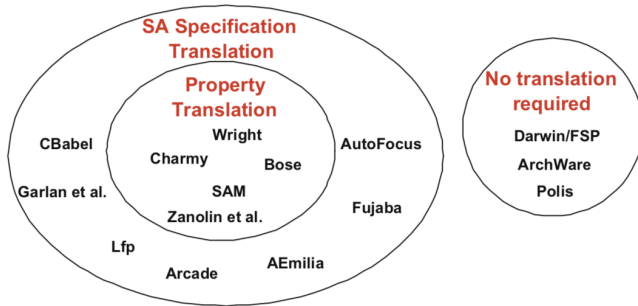 SA Specification
Translation
Property
Translation
Wright
CBabel
AutoFocus
Charmy
Bose
Garlan et al.
SAM
Zanolin et al.
Fujaba
Lfp
AEmilia
Arcade
No translation
required
Darwin/FSP
ArchWare
Polis